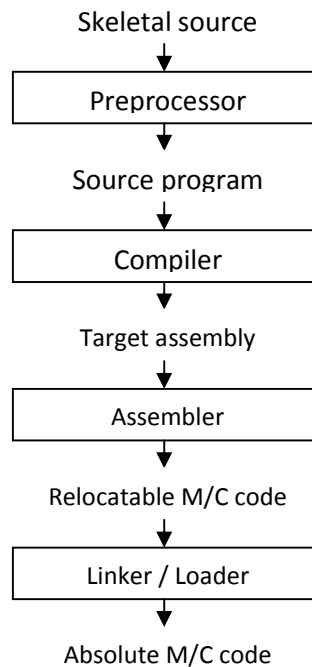 Skeletal source
Preprocessor
Source program
Compiler
Target assembly
Assembler
Relocatable M/C code
Linker / Loader
Absolute M/C code